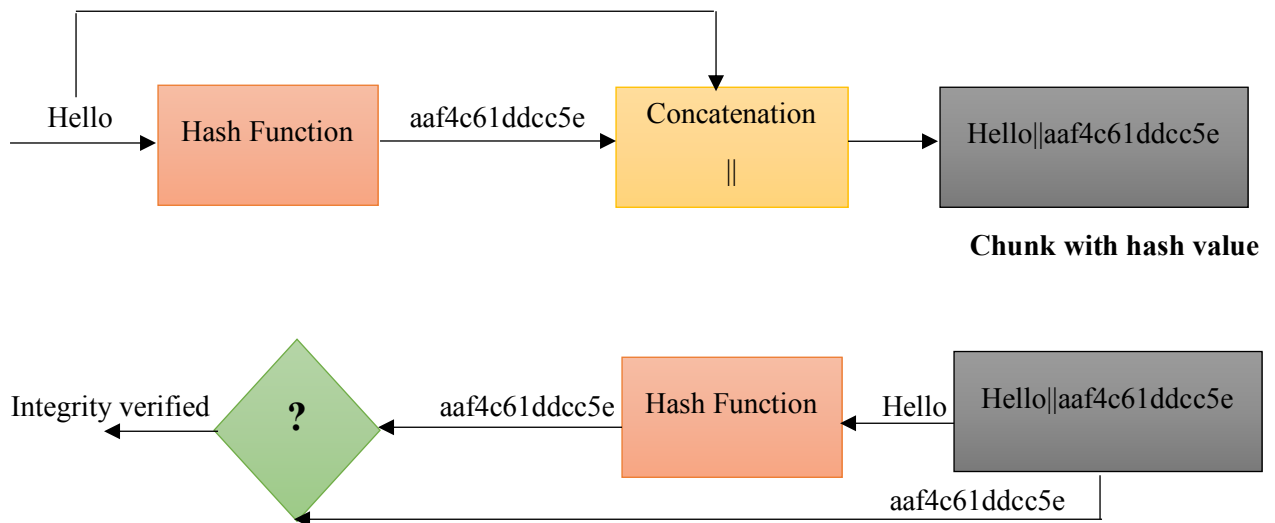 Hello
Hash Function
aaf4c61ddcc5e
Concatenation
||
Hello||aaf4c61ddcc5e
Chunk with hash value
Integrity verified
?
aaf4c61ddcc5e
Hash Function
Hello
Hello||aaf4c61ddcc5e
aaf4c61ddcc5e